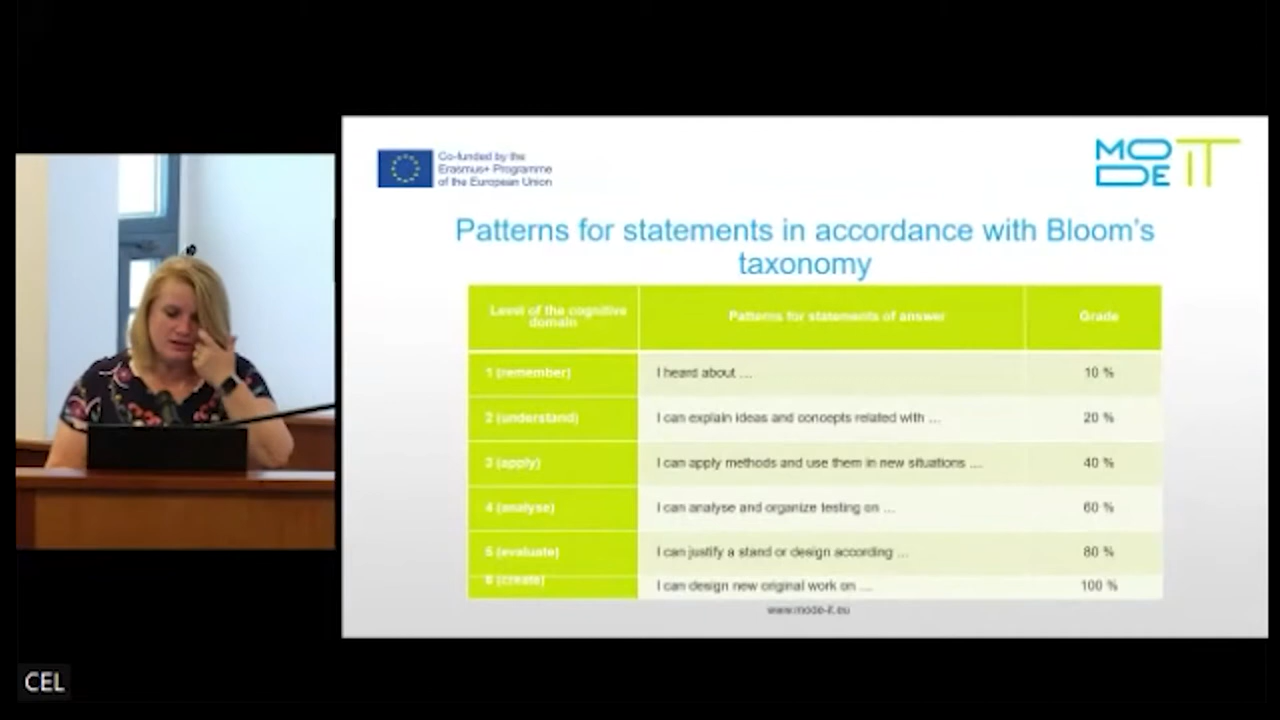 Co-funded by the
Erasmus+ Programme
of the European Union
MO
DE IT
Patterns for statements in accordance with Bloom's
taxonomy
Level of the cognitive
domain
Patterns for statements of answer
Grade
1 (remember)
I heard about ...
10 %
2 (understand)
I can explain ideas and concepts related with ...
20 %
3 (apply)
I can apply methods and use them in new situations ....
40 %
4 (analyse)
I can analyse and organize testing on ...
60 %
5 (evaluate)
I can justify a stand or design according ...
80 %
6 (create)
I can design new original work on ....
100 %
www.mode-it.eu
CEL